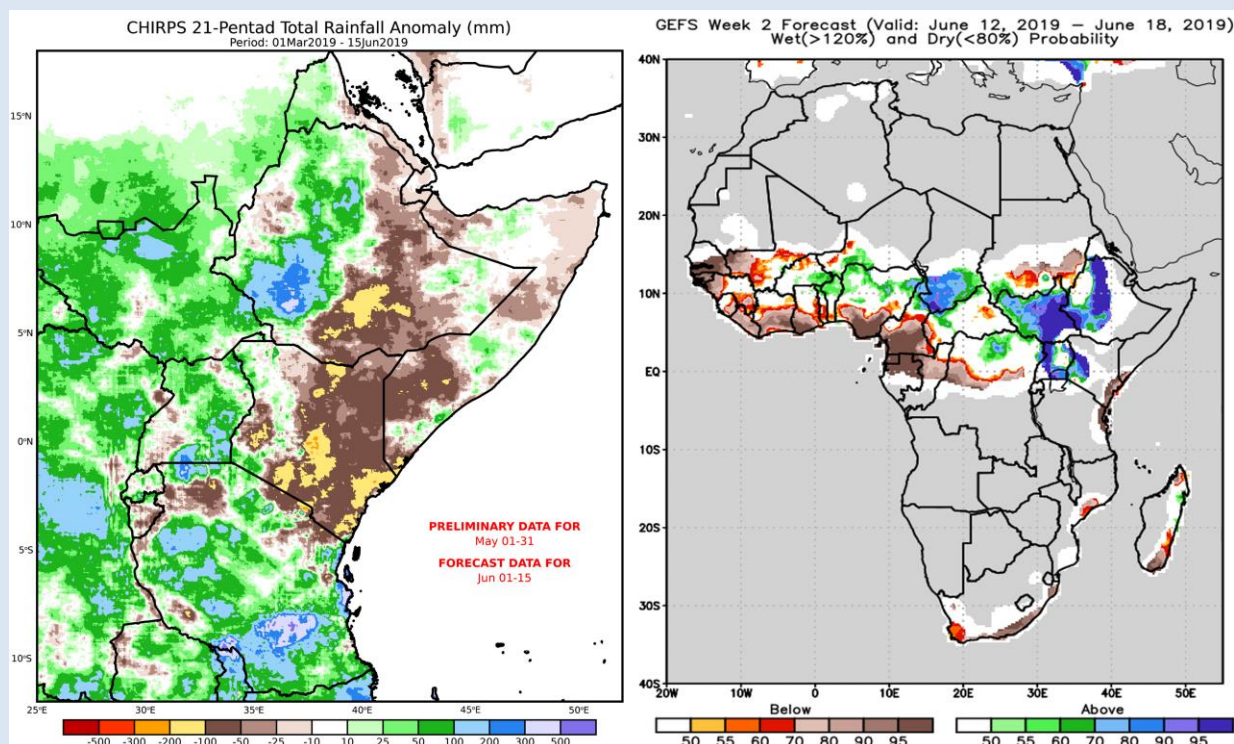 CHIRPS 21-Pentad Total Rainfall Anomaly (mm)
Period: 01Mar2019 - 15Jun2019
15°N
10°N
5°N
0°N
5°S
10°S
25°E
30°E
35°E
40°E
45°E
50°E
PRELIMINARY DATA FOR
May 01-31
FORECAST DATA FOR
Jun 01-15
-500 -300 -200 -100 -50 -25 -10 10 25 50 100 200 300 500
GEFS Week 2 Forecast (Valid: June 12, 2019 – June 18, 2019)
Wet(>120%) and Dry(<80%) Probability
40N
30N
20N
10N
EQ
10S
20S
30S
40S
20W 10W 0 10E 20E 30E 40E 50E
Below
50 55 60 70 80 90 95
Above
50 55 60 70 80 90 95